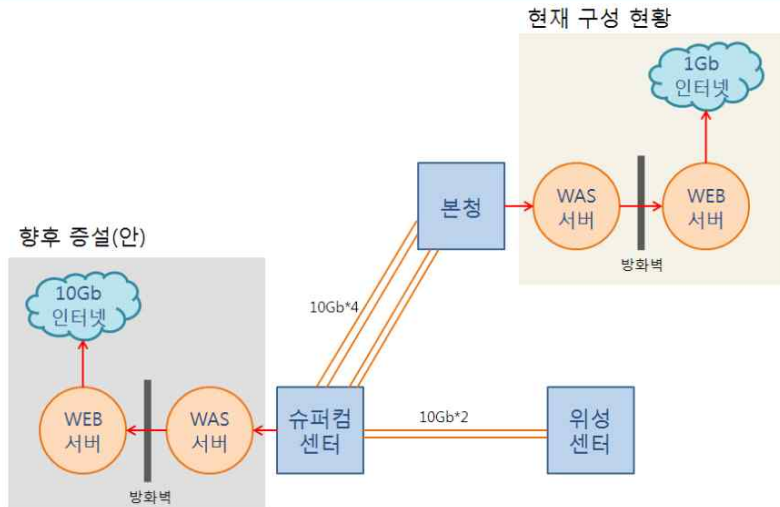 현재 구성 현황
1Gb
인터넷
본청
WAS
서버
WEB
서버
방화벽
향후 증설(안)
10Gb
인터넷
10Gb*4
WEB
서버
WAS
서버
방화벽
슈퍼컴
센터
10Gb*2
위성
센터